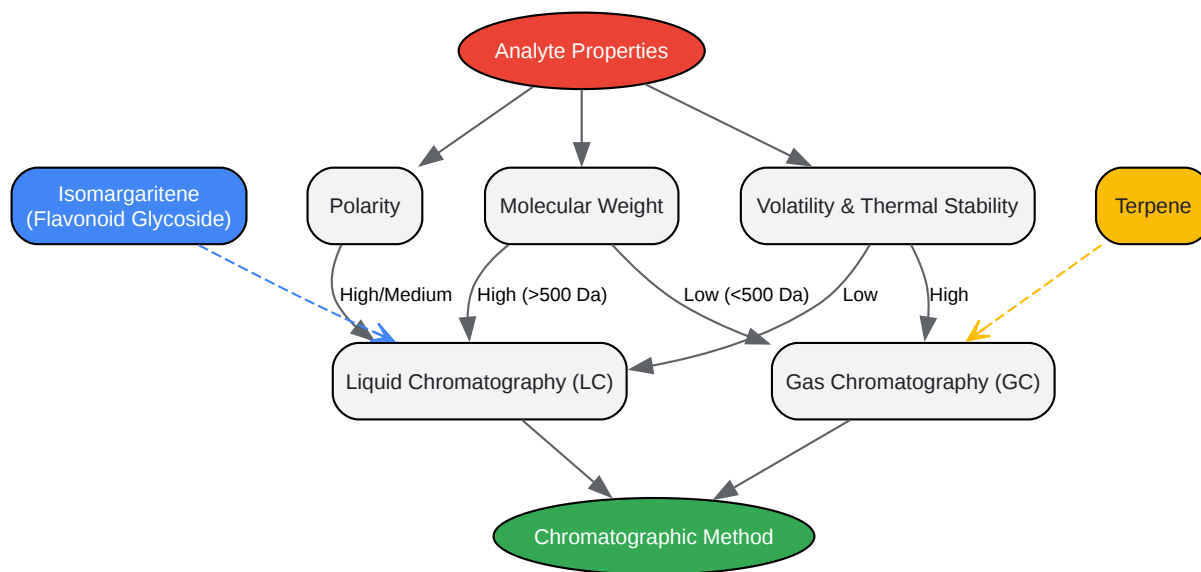 Analyte Properties
Isomargaritene
(Flavonoid Glycoside)
Polarity
Molecular Weight
Volatility & Thermal Stability
Terpene
High/Medium
High (>500 Da)
Low (<500 Da)
Low
High
Liquid Chromatography (LC)
Gas Chromatography (GC)
Chromatographic Method